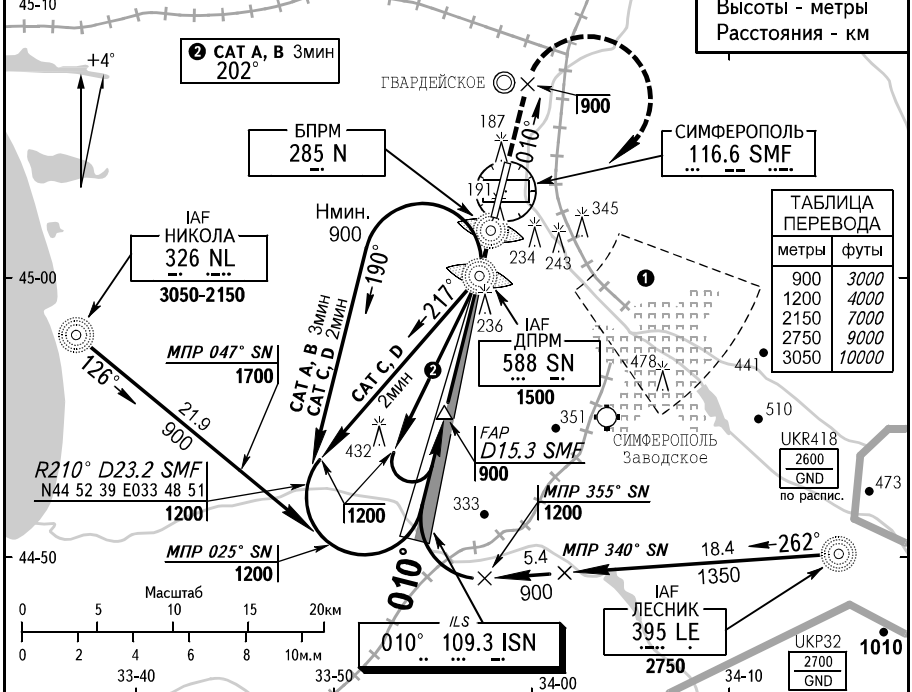 45-10
Высоты - метры
Расстояния - км
+4°
❷ CAT A, B 3мин
202°
ГВАРДЕЙСКОЕ
900
010°
187
БПРМ
285 N
СИМФЕРОПОЛЬ
116.6 SMF
191
IAF
НИКОЛА
326 NL
3050-2150
Hмин.
900
190°
345
234
243
ТАБЛИЦА
ПЕРЕВОДА
метры футы
900 3000
1200 4000
2150 7000
2750 9000
3050 10000
45-00
❶
217°
236
IAF
ДПРМ
588 SN
1500
CAT A, B 3мин
CAT C, D 2мин
CAT C, D
2мин
❷
МПР 047° SN
1700
126°
21.9
900
478
441
510
351
432
FAP
D15.3 SMF
900
СИМФЕРОПОЛЬ
Заводское
UKR418
2600
GND
по распис.
473
R210° D23.2 SMF
N44 52 39 E033 48 51
1200
1200
333
МПР 355° SN
1200
44-50
МПР 025° SN
1200
010°
5.4
900
МПР 340° SN
18.4
1350
262°
IAF
ЛЕСНИК
395 LE
2750
Масштаб
0 5 10 15 20км
0 2 4 6 8 10м.м
ILS
010° 109.3 ISN
UKP32
2700
GND
1010
33-40
33-50
34-00
34-10